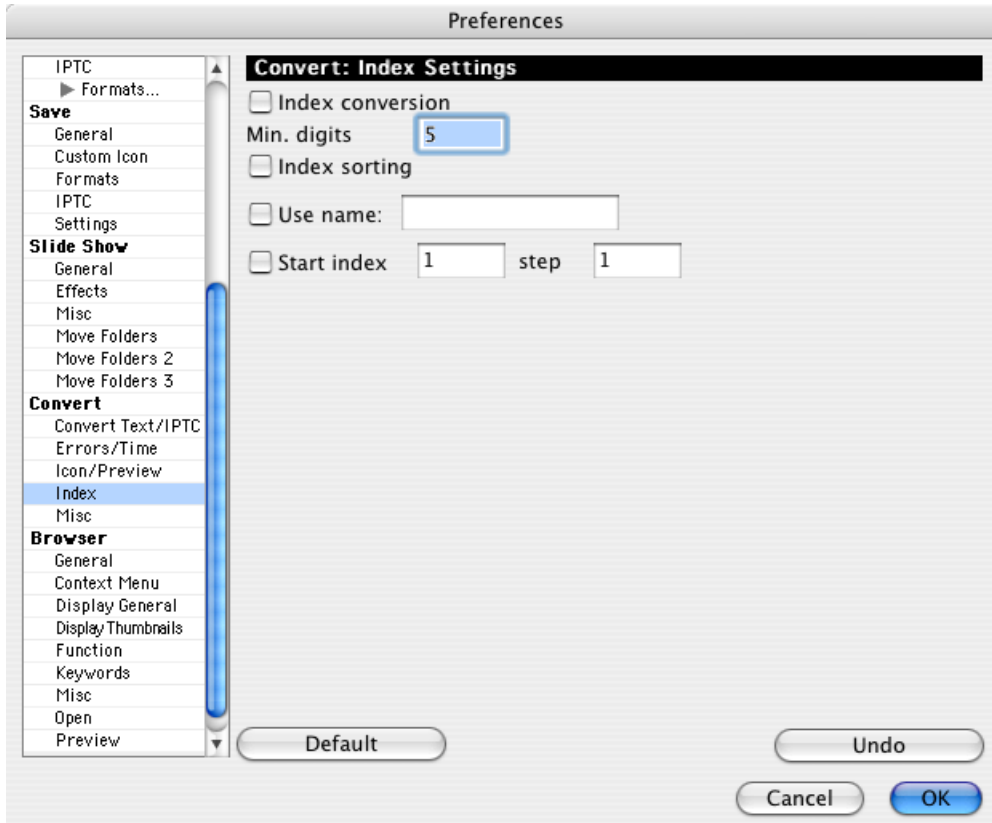 Preferences
IPTC
Formats...
Save
General
Custom Icon
Formats
IPTC
Settings
Slide Show
General
Effects
Misc
Move Folders
Move Folders 2
Move Folders 3
Convert
Convert Text/IPTC
Errors/Time
Icon/Preview
Index
Misc
Browser
General
Context Menu
Display General
Display Thumbnails
Function
Keywords
Misc
Open
Preview
Convert: Index Settings
Index conversion
Min. digits 5
Index sorting
Use name:
Start index 1 step 1
Default Undo
Cancel OK